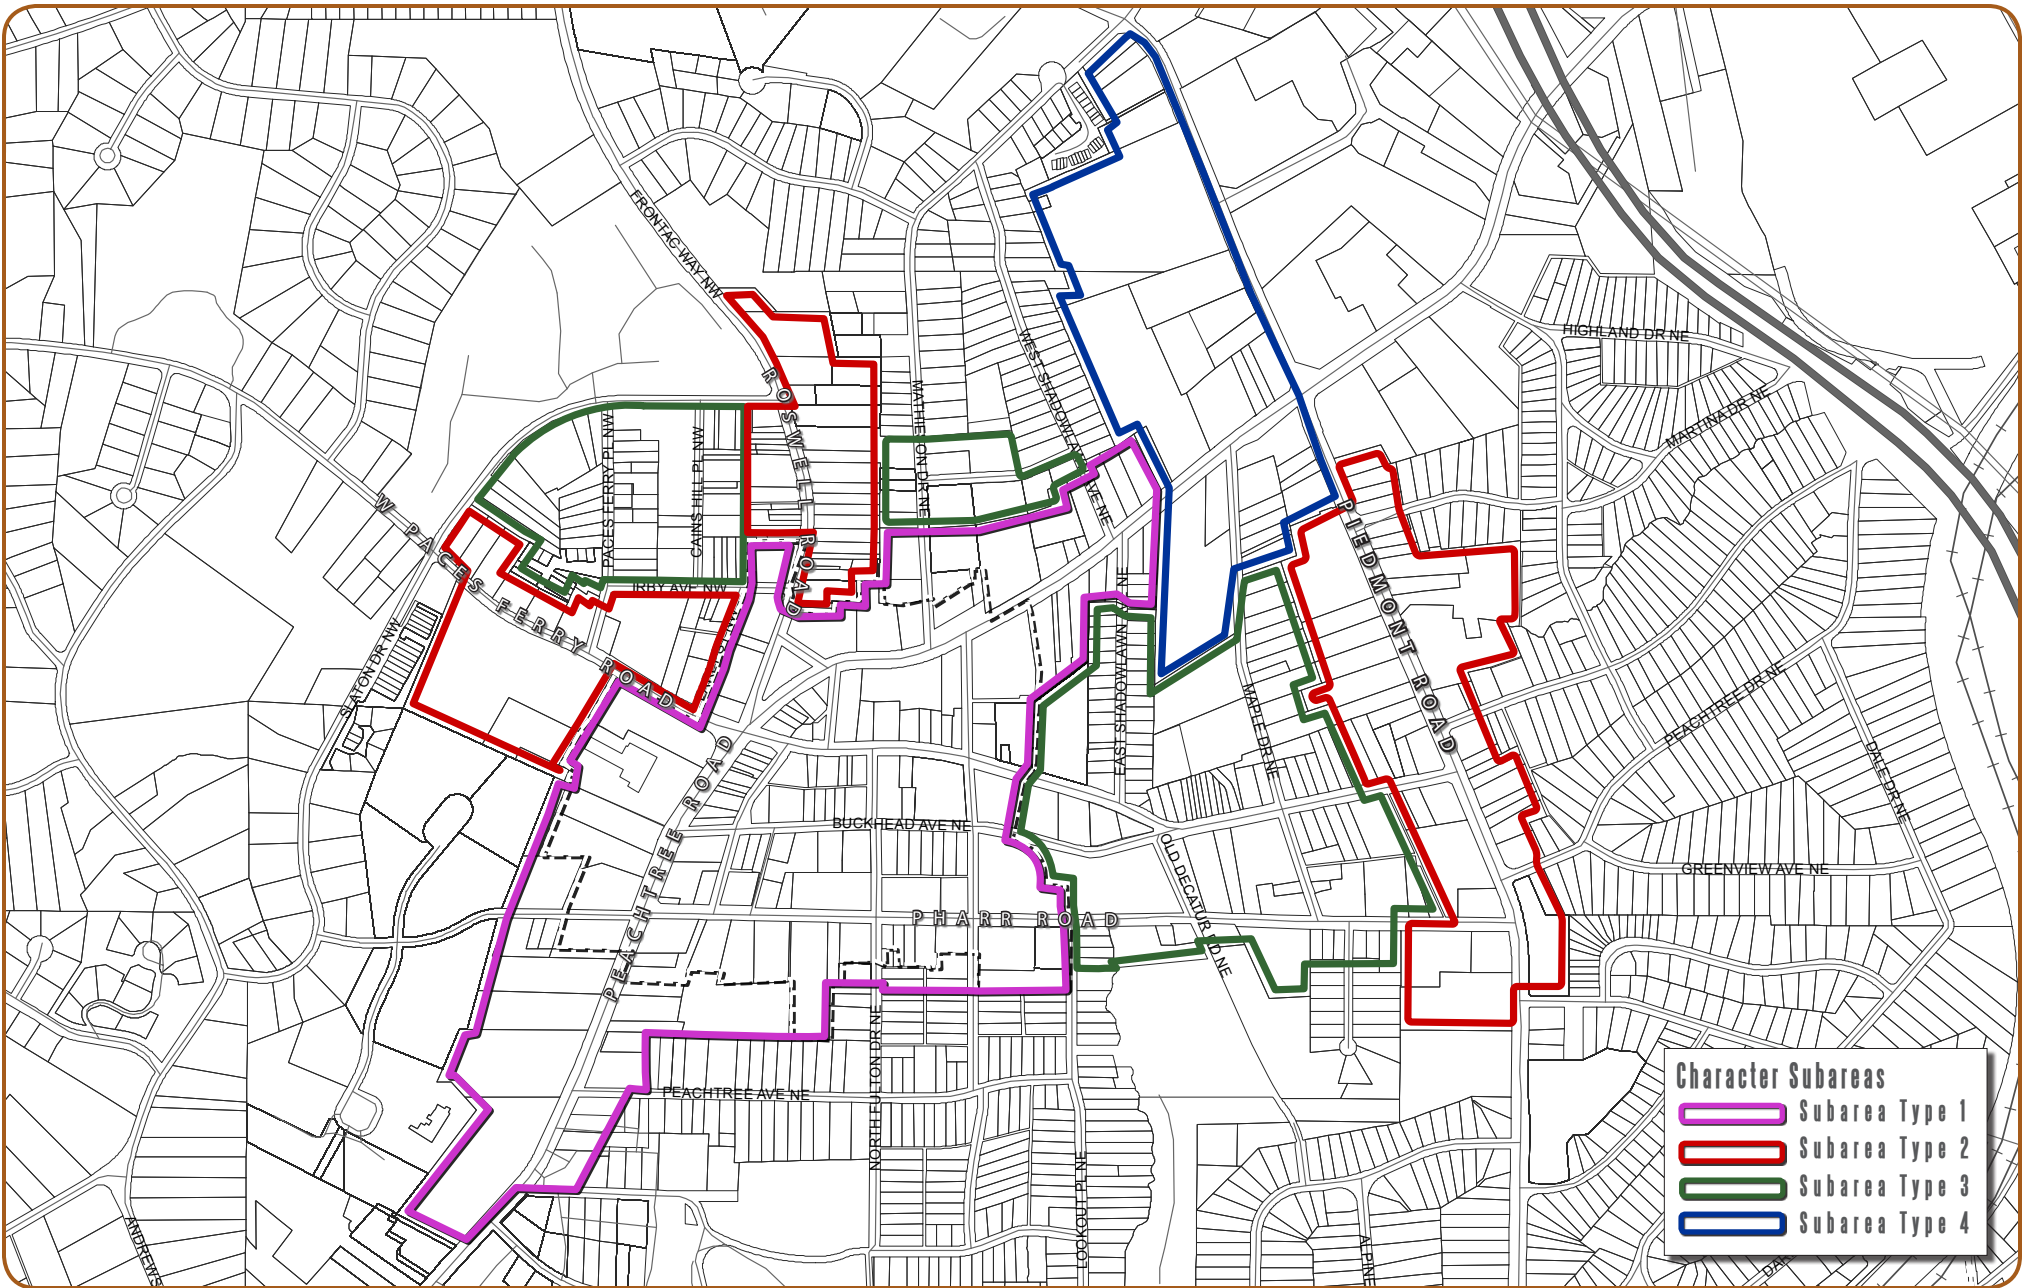 FRONTAC WAY NW
ROSWELL ROAD
WEST SHADOWLAWN AVE NE
HIGHLAND DR NE
MARTINA DR NE
MATHIESON DR NE
PACES FERRY PL NW
CAINS HILL PL NW
W PACES FERRY ROAD
IRBY AVE NW
PIEDMONT ROAD
SLATON DR NW
EAST SHADOWLAWN AVE NE
MAPLE DR NE
PEACHTREE DR NE
DALE DR NE
PEACHTREE ROAD
BUCKHEAD AVE NE
OLD DECATUR RD NE
GREENVIEW AVE NE
PHARR ROAD
NORTH FULTON DR NE
PEACHTREE AVE NE
LOOKOUT PL NE
ANDREWS
Character Subareas
Subarea Type 1
Subarea Type 2
Subarea Type 3
Subarea Type 4